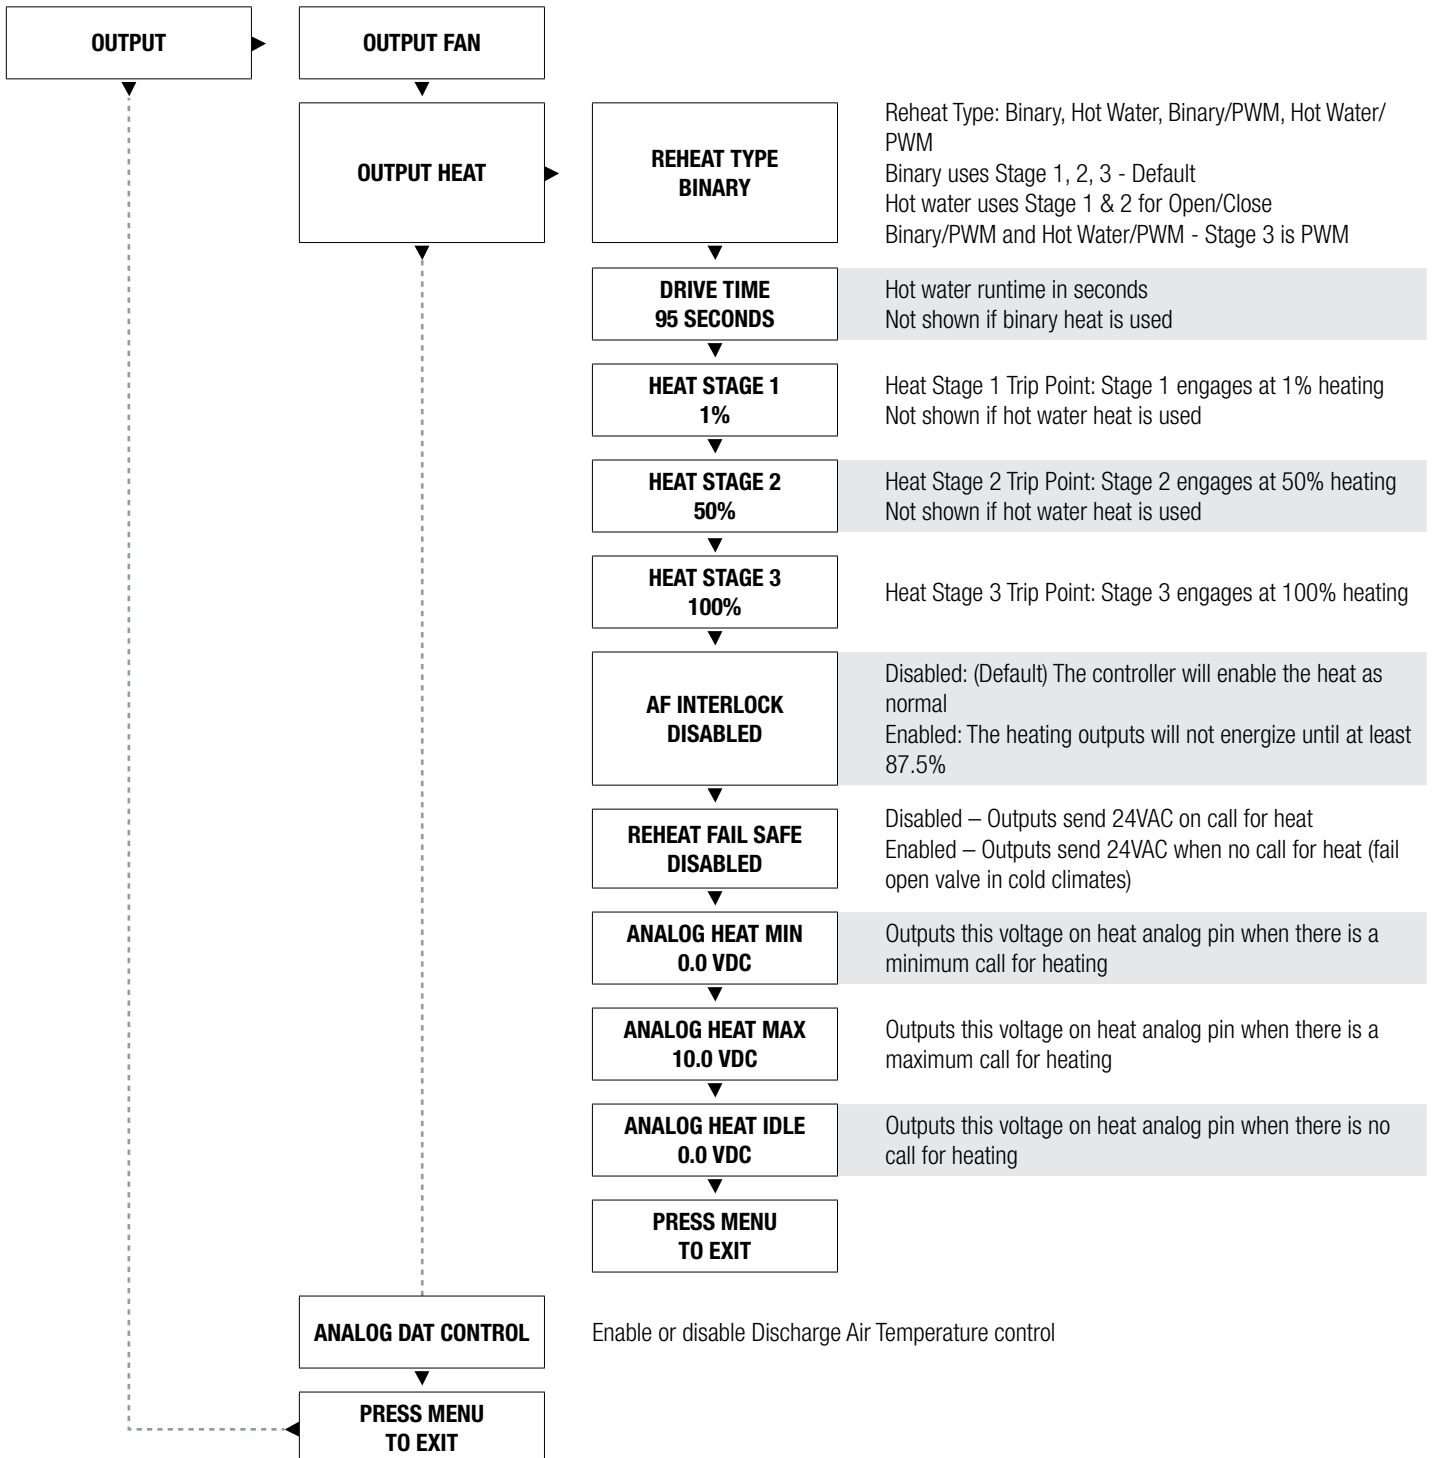 OUTPUT
OUTPUT FAN
OUTPUT HEAT
REHEAT TYPE
BINARY
Reheat Type: Binary, Hot Water, Binary/PWM, Hot Water/
PWM
Binary uses Stage 1, 2, 3 - Default
Hot water uses Stage 1 & 2 for Open/Close
Binary/PWM and Hot Water/PWM - Stage 3 is PWM
DRIVE TIME
95 SECONDS
Hot water runtime in seconds
Not shown if binary heat is used
HEAT STAGE 1
1%
Heat Stage 1 Trip Point: Stage 1 engages at 1% heating
Not shown if hot water heat is used
HEAT STAGE 2
50%
Heat Stage 2 Trip Point: Stage 2 engages at 50% heating
Not shown if hot water heat is used
HEAT STAGE 3
100%
Heat Stage 3 Trip Point: Stage 3 engages at 100% heating
AF INTERLOCK
DISABLED
Disabled: (Default) The controller will enable the heat as
normal
Enabled: The heating outputs will not energize until at least
87.5%
REHEAT FAIL SAFE
DISABLED
Disabled – Outputs send 24VAC on call for heat
Enabled – Outputs send 24VAC when no call for heat (fail
open valve in cold climates)
ANALOG HEAT MIN
0.0 VDC
Outputs this voltage on heat analog pin when there is a
minimum call for heating
ANALOG HEAT MAX
10.0 VDC
Outputs this voltage on heat analog pin when there is a
maximum call for heating
ANALOG HEAT IDLE
0.0 VDC
Outputs this voltage on heat analog pin when there is no
call for heating
PRESS MENU
TO EXIT
ANALOG DAT CONTROL
Enable or disable Discharge Air Temperature control
PRESS MENU
TO EXIT